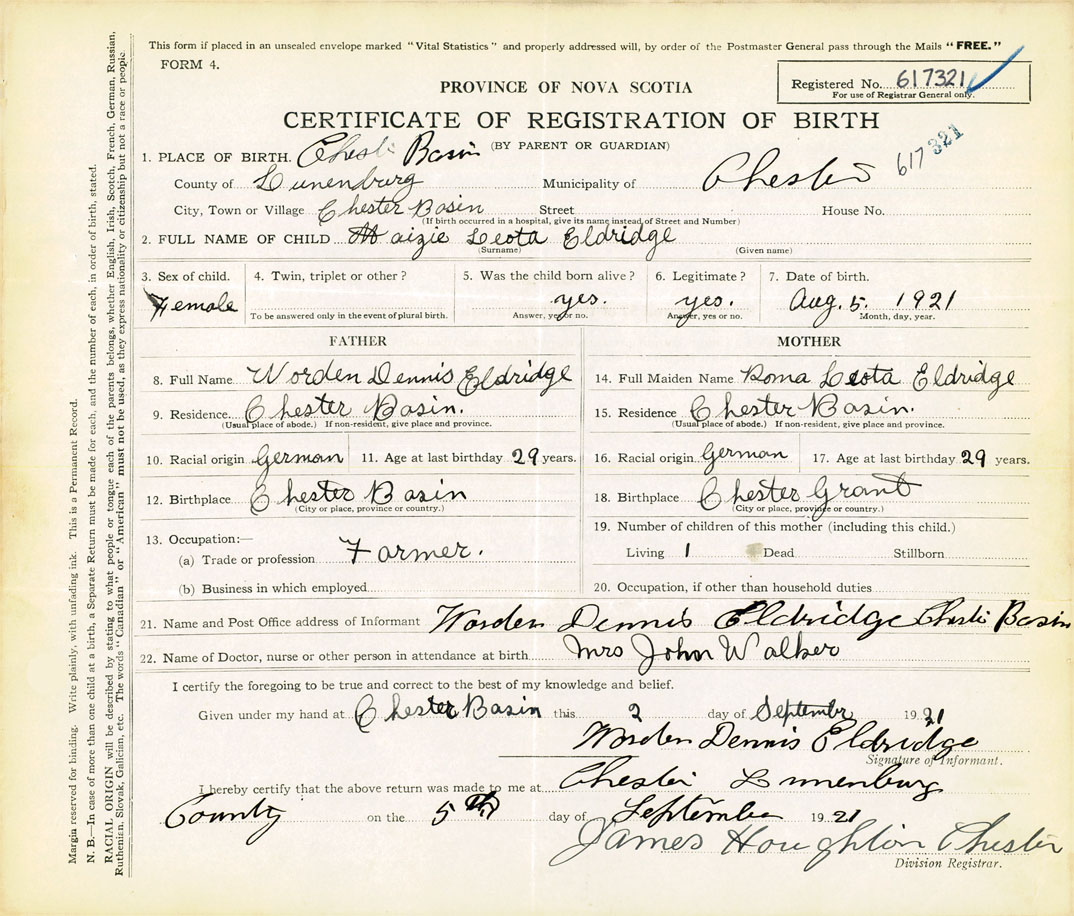 This form if placed in an unsealed envelope marked "Vital Statistics" and properly addressed will, by order of the Postmaster General pass through the Mails "FREE."
FORM 4.
Registered No. 617321
For use of Registrar General only.
PROVINCE OF NOVA SCOTIA
CERTIFICATE OF REGISTRATION OF BIRTH
(BY PARENT OR GUARDIAN)
617321
1. PLACE OF BIRTH. Chester Basin
County of Lunenburg Municipality of Chester
City, Town or Village Chester Basin Street House No.
(If birth occurred in a hospital, give its name instead of Street and Number)
2. FULL NAME OF CHILD Maizie Leota Eldridge
(Surname) (Given name)
3. Sex of child. 4. Twin, triplet or other? 5. Was the child born alive? 6. Legitimate? 7. Date of birth.
Female yes. yes. Aug. 5. 1921
To be answered only in the event of plural birth. Answer, yes or no. Answer, yes or no. Month, day, year.
FATHER
8. Full Name Worden Dennis Eldridge
9. Residence Chester Basin.
(Usual place of abode.) If non-resident, give place and province.
10. Racial origin German 11. Age at last birthday 29 years.
12. Birthplace Chester Basin
(City or place, province or country.)
13. Occupation:—
(a) Trade or profession Farmer.
(b) Business in which employed
MOTHER
14. Full Maiden Name Roma Leota Eldridge
15. Residence Chester Basin.
(Usual place of abode.) If non-resident, give place and province.
16. Racial origin German 17. Age at last birthday 29 years.
18. Birthplace Chester Grant
(City or place, province or country.)
19. Number of children of this mother (including this child.)
Living 1 Dead Stillborn
20. Occupation, if other than household duties
21. Name and Post Office address of Informant Worden Dennis Eldridge Chester Basin
22. Name of Doctor, nurse or other person in attendance at birth Mrs John Walker
I certify the foregoing to be true and correct to the best of my knowledge and belief.
Given under my hand at Chester Basin this 2 day of September 1921
Worden Dennis Eldridge
Signature of Informant.
I hereby certify that the above return was made to me at Chester Lunenburg
County on the 5th day of September 1921
James Houghton Chester
Division Registrar.
Margin reserved for binding. Write plainly, with unfading ink. This is a Permanent Record.
N. B.—In case of more than one child at a birth, a Separate Return must be made for each, and the number of each, in order of birth, stated.
RACIAL ORIGIN will be described by stating to what people or tongue each of the parents belongs, whether English, Irish, Scotch, French, German, Russian,
Ruthenian, Slovak, Galician, etc. The words "Canadian" or "American" must not be used, as they express nationality or citizenship but not a race or people